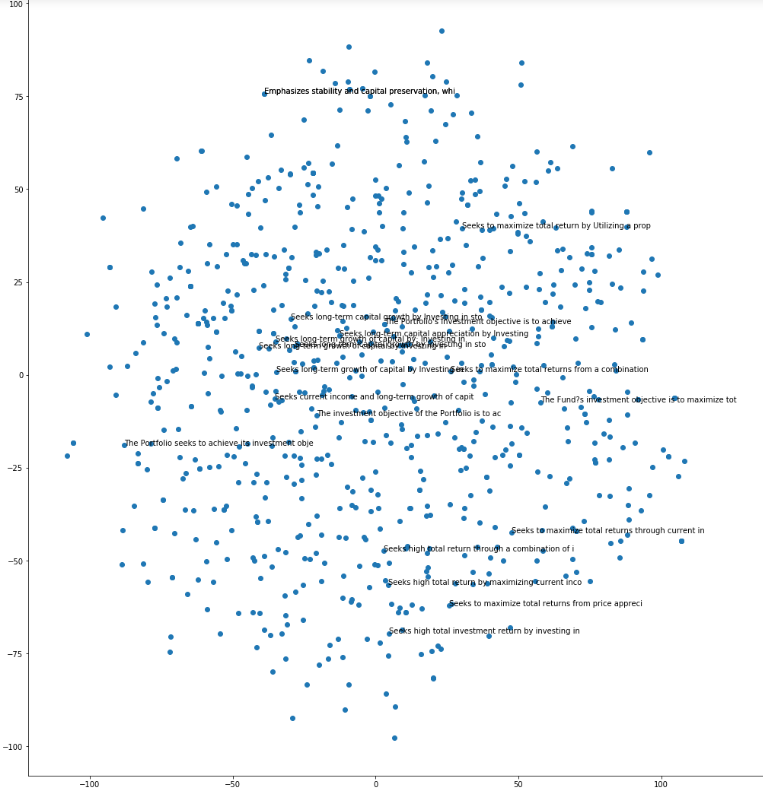 100
Emphasizes stability and capital preservation, whi
75
50
Seeks to maximize total return by Utilizing a prop
25
Seeks long-term capital growth by Investing in sto
The Portfolio's investment objective is to achieve
Seeks long-term capital appreciation by Investing
Seeks long-term growth of capital by, Investing in
Seeks long-term growth of capital by
in sto
0
Seeks long-term growth of capital by Investing
Seeks to maximize total returns from a combination
Seeks current income and long-term growth of capit
The Fund?s investment objective is to maximize tot
The investment objective of the Portfolio is to ac
The Portfolio seeks to achieve its investment obje
−25
Seeks to maximize total returns through current in
Seeks high total return through a combination of i
−50
Seeks high total return by maximizing current inco
Seeks to maximize total returns from price appreci
Seeks high total investment return by investing in
−75
−100
−100 −50 0 50 100